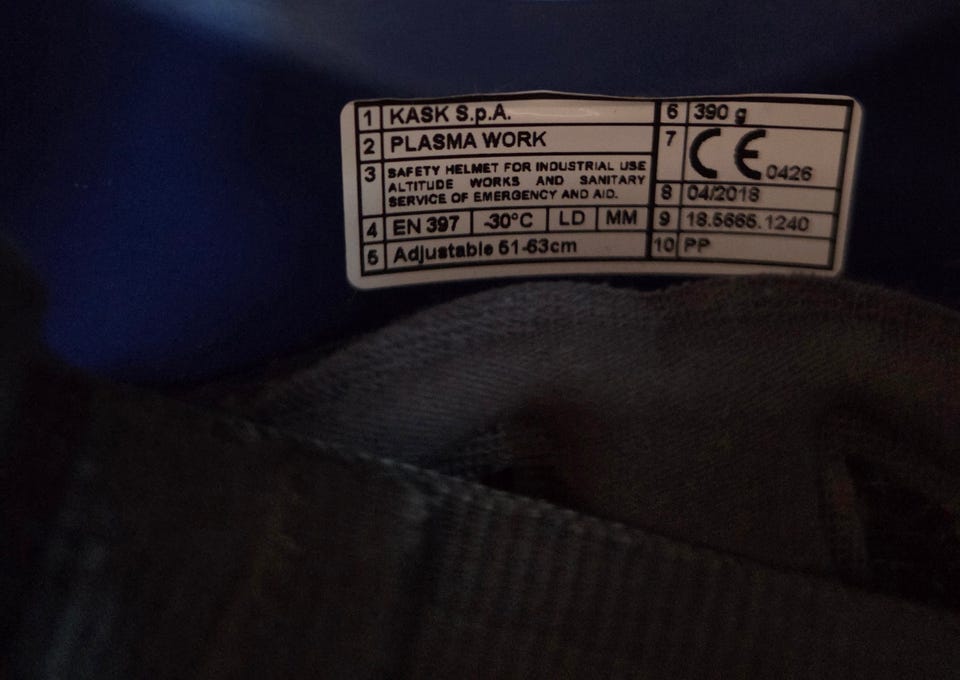 1 KASK S.p.A.
2 PLASMA WORK
3 SAFETY HELMET FOR INDUSTRIAL USE
ALTITUDE WORKS AND SANITARY
SERVICE OF EMERGENCY AND AID.
4 EN 397 -30°C LD MM
5 Adjustable 51-63cm
6 390 g
7 CE 0426
8 04/2018
9 18.5665.1240
10 PP